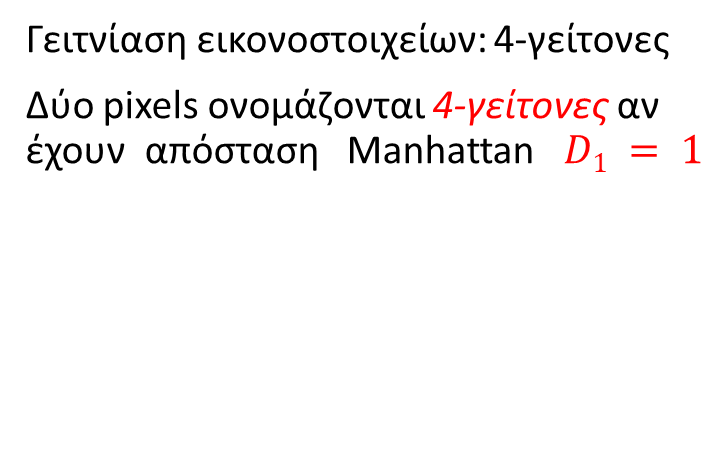 Γειτνίαση εικονοστοιχείων: 4-γείτονες
Δύο pixels ονομάζονται 4-γείτονες αν
έχουν απόσταση Manhattan D₁ = 1